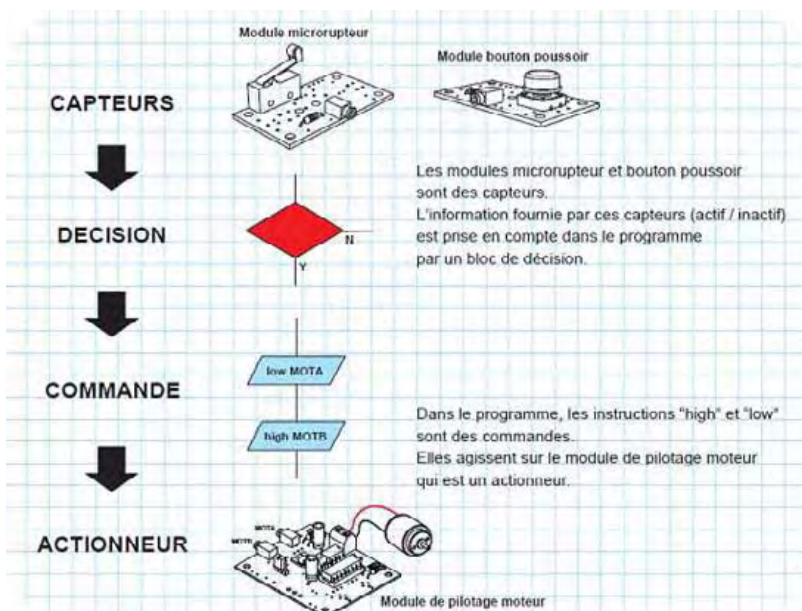 Module microrupteur
Module bouton poussoir
CAPTEURS
Les modules microrupteur et bouton poussoir
sont des capteurs.
L'information fournie par ces capteurs (actif / inactif)
est prise en compte dans le programme
par un bloc de décision.
DECISION
N
Y
low MOTA
COMMANDE
high MOTB
Dans le programme, les instructions "high" et "low"
sont des commandes.
Elles agissent sur le module de pilotage moteur
qui est un actionneur.
ACTIONNEUR
MOTA
MOTB
Module de pilotage moteur